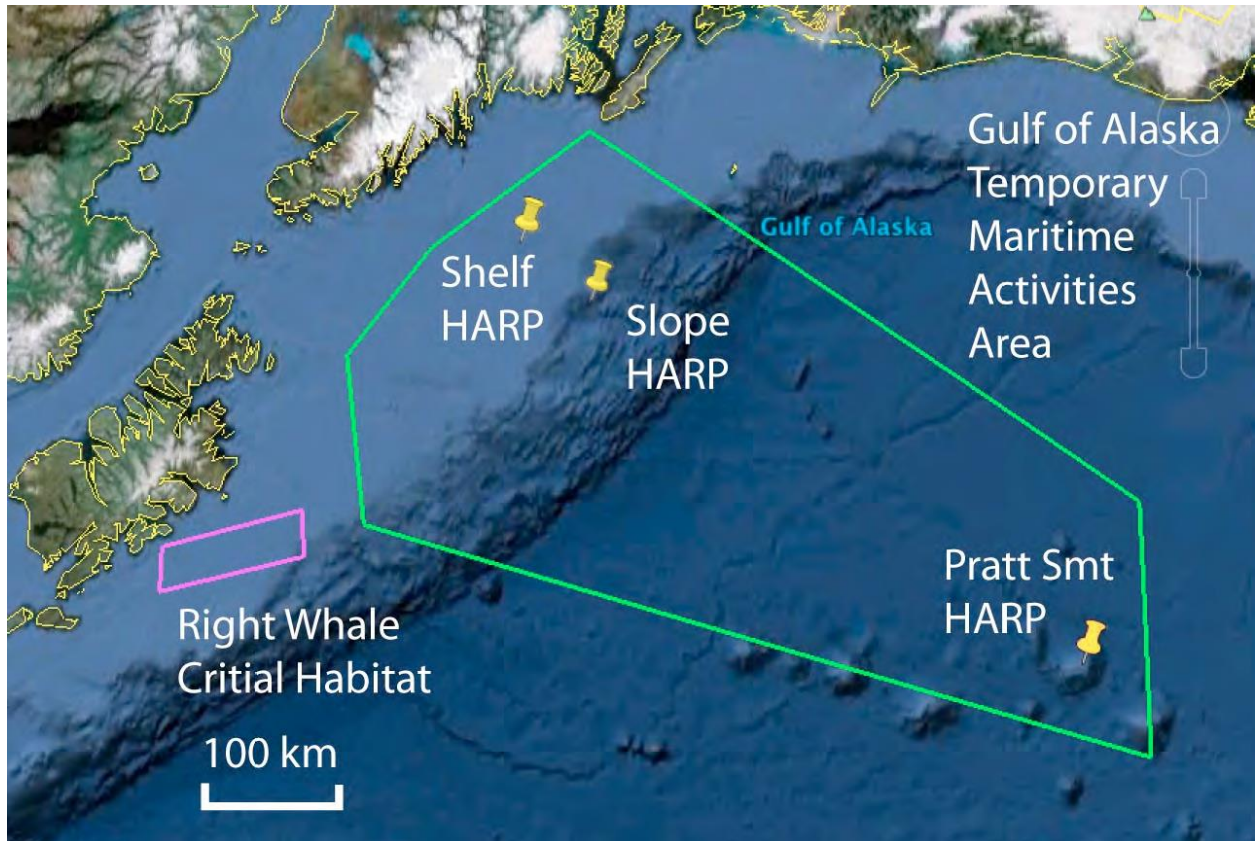 Gulf of Alaska
Temporary
Maritime
Activities
Area
Gulf of Alaska
Shelf
HARP
Slope
HARP
Pratt Smt
HARP
Right Whale
Critial Habitat
100 km